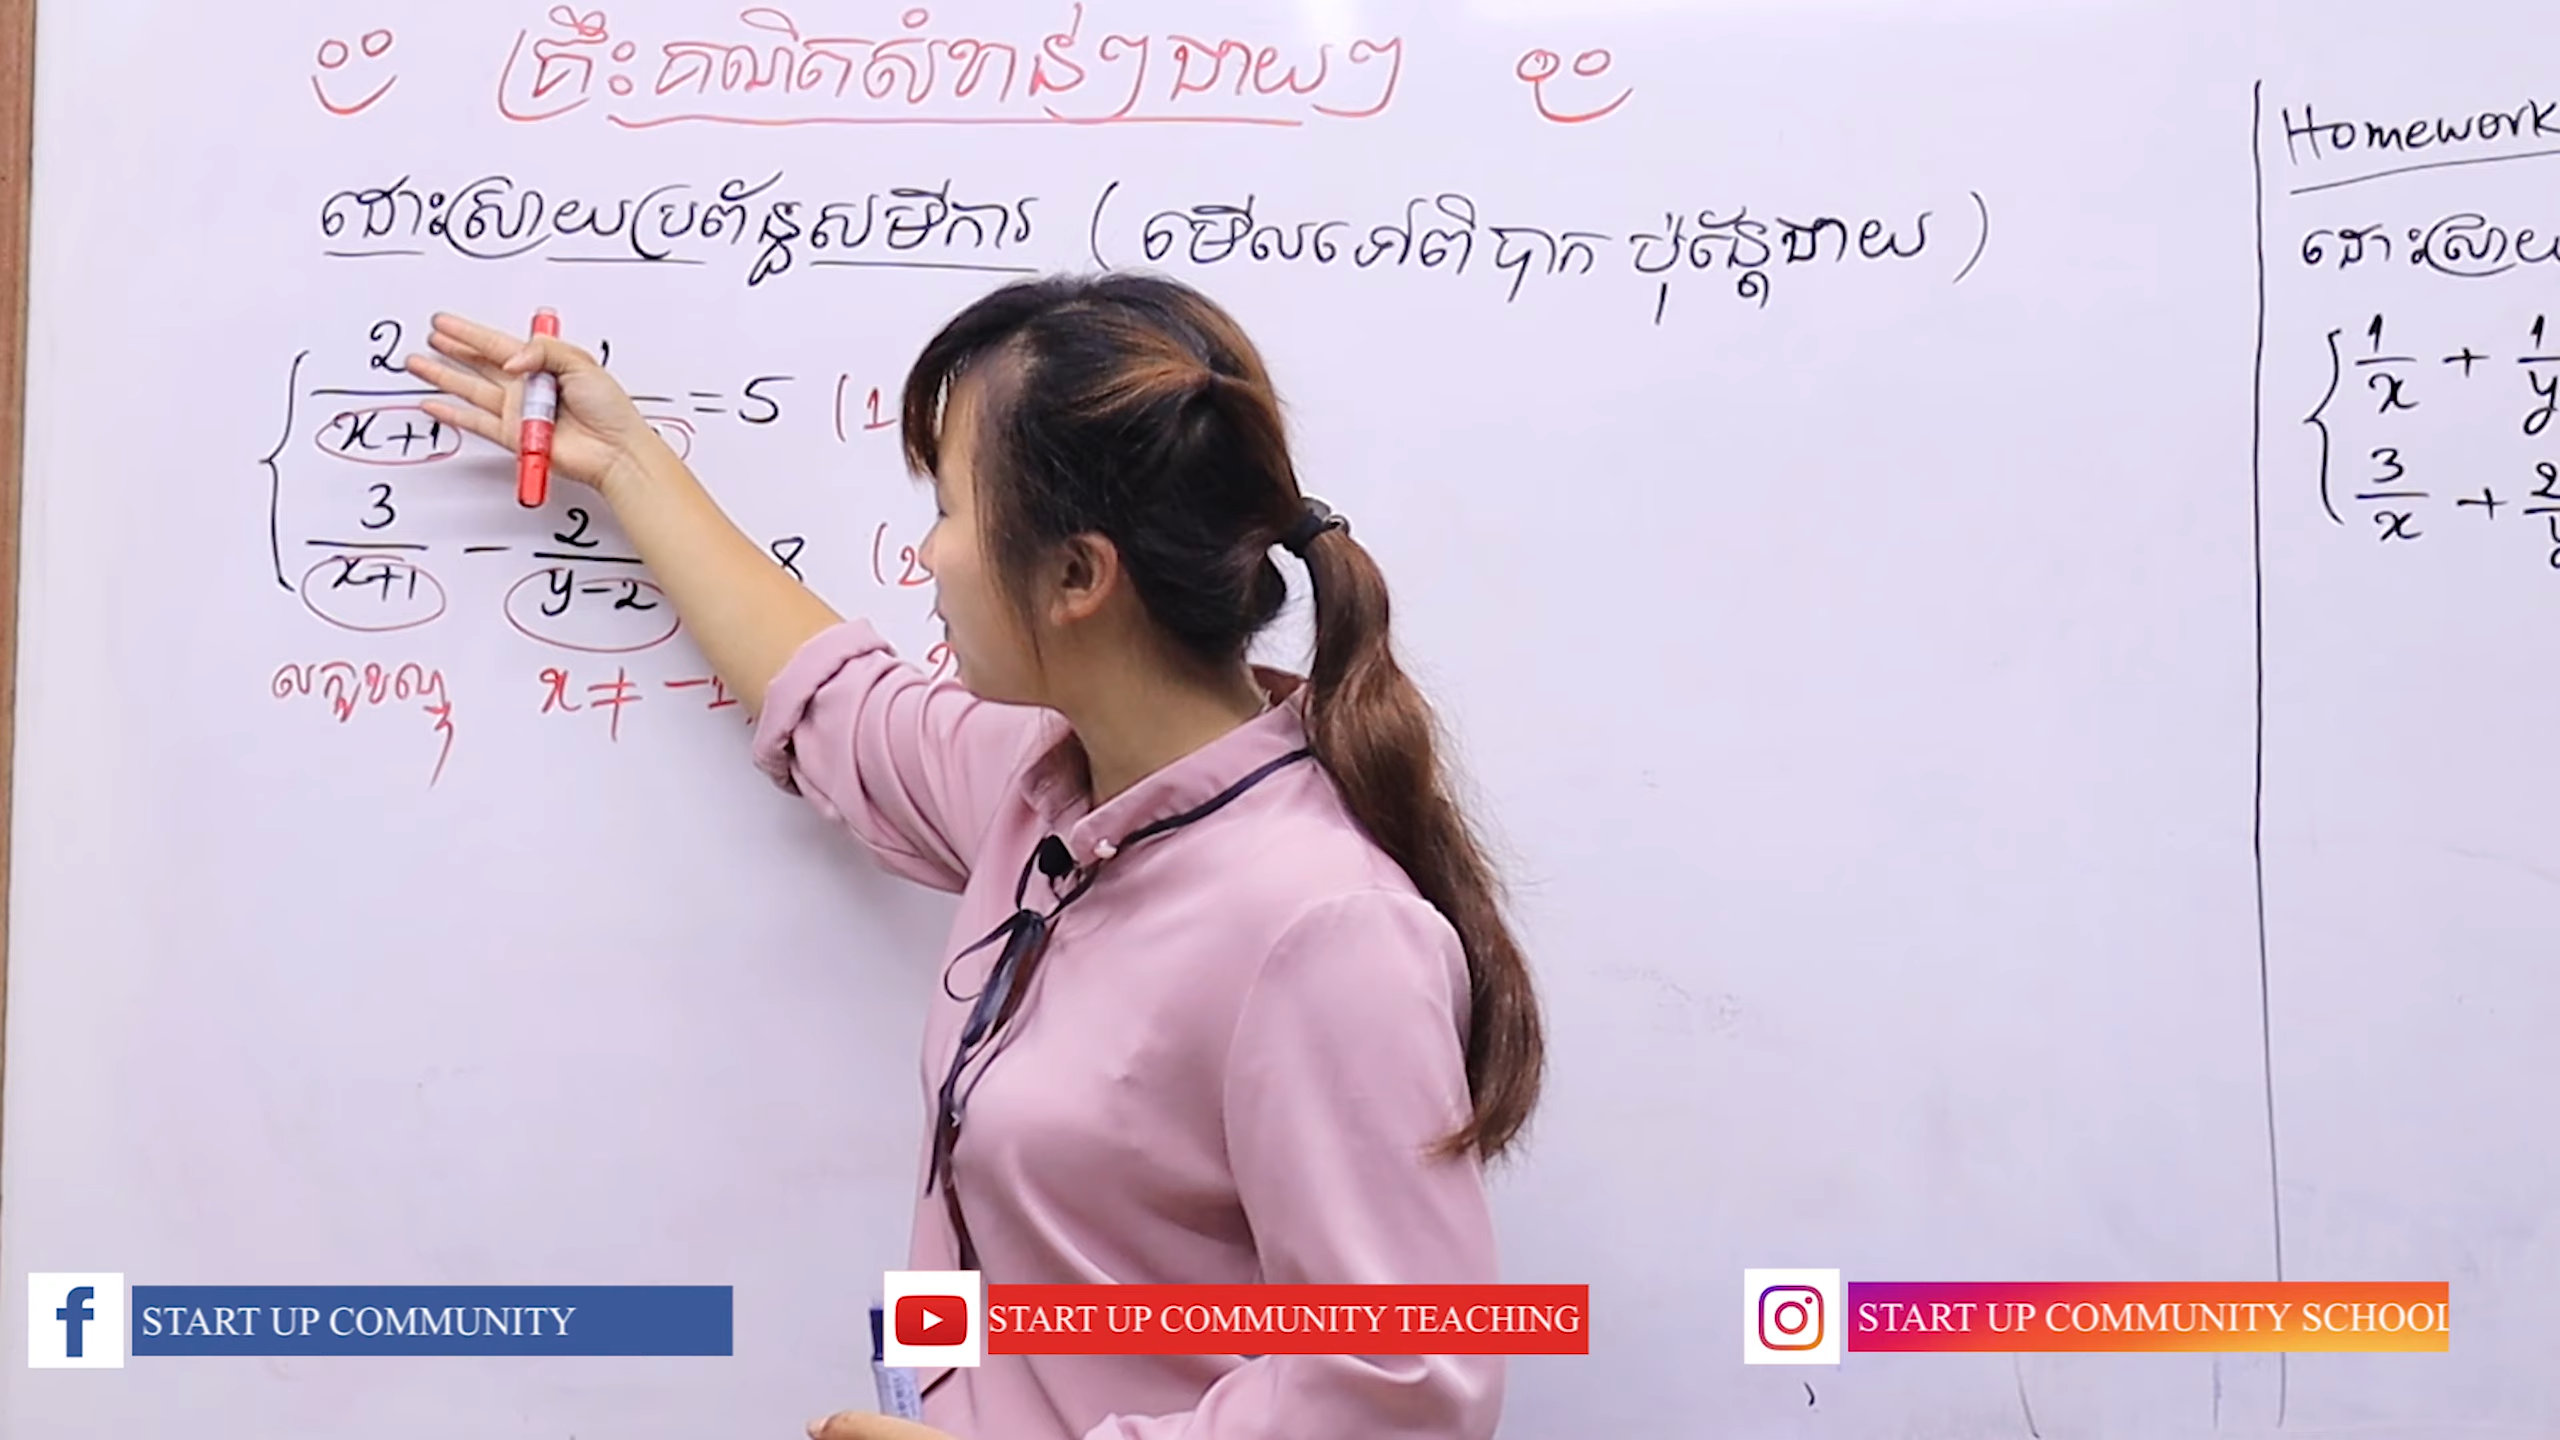 គ្រឹះគណិតសំខាន់ៗងាយៗ
ដោះស្រាយប្រព័ន្ធសមីការ (មើលទៅពិបាក ប៉ុន្តែងាយ)
2
x+1
= 5 (1
3/(x+1) - 2/(y-2) 8 (2
លក្ខខណ្ឌ x ≠ -1,
Homework
ដោះស្រាយ
1/x + 1/y
3/x + 2/y
START UP COMMUNITY
START UP COMMUNITY TEACHING
START UP COMMUNITY SCHOOL